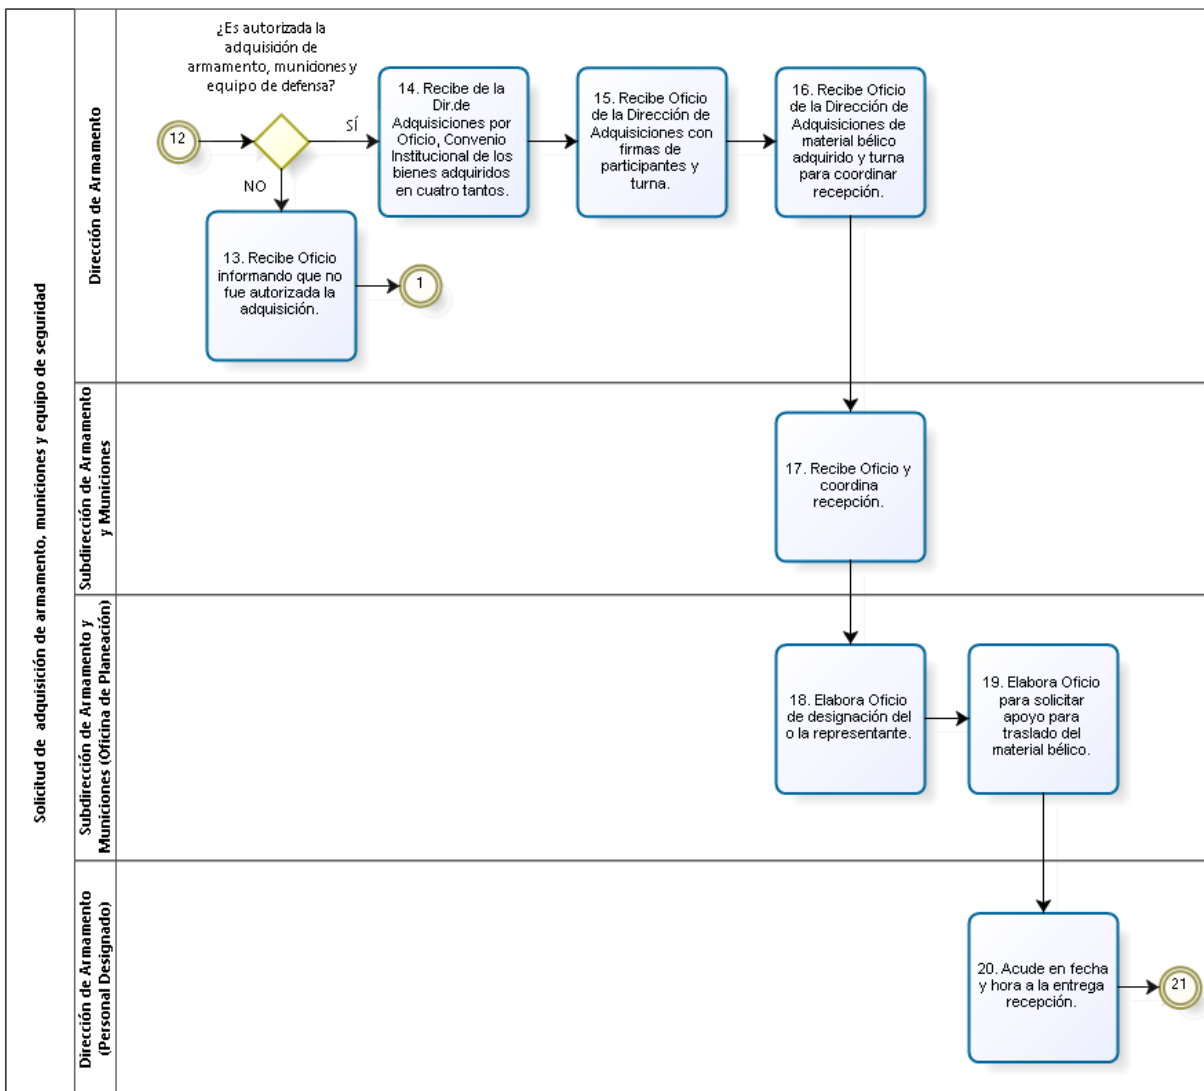 Solicitud de adquisición de armamento, municiones y equipo de seguridad
Dirección de Armamento
¿Es autorizada la
adquisición de
armamento, municiones y
equipo de defensa?
12
SÍ
NO
13. Recibe Oficio
informando que no
fue autorizada la
adquisición.
1
14. Recibe de la
Dir.de
Adquisiciones por
Oficio, Convenio
Institucional de los
bienes adquiridos
en cuatro tantos.
15. Recibe Oficio
de la Dirección de
Adquisiciones con
firmas de
participantes y
turna.
16. Recibe Oficio
de la Dirección de
Adquisiciones de
material bélico
adquirido y turna
para coordinar
recepción.
Subdirección de Armamento
y Municiones
17. Recibe Oficio y
coordina
recepción.
Subdirección de Armamento y
Municiones (Oficina de Planeación)
18. Elabora Oficio
de designación del
o la representante.
19. Elabora Oficio
para solicitar
apoyo para
traslado del
material bélico.
Dirección de Armamento
(Personal Designado)
20. Acude en fecha
y hora a la entrega
recepción.
21